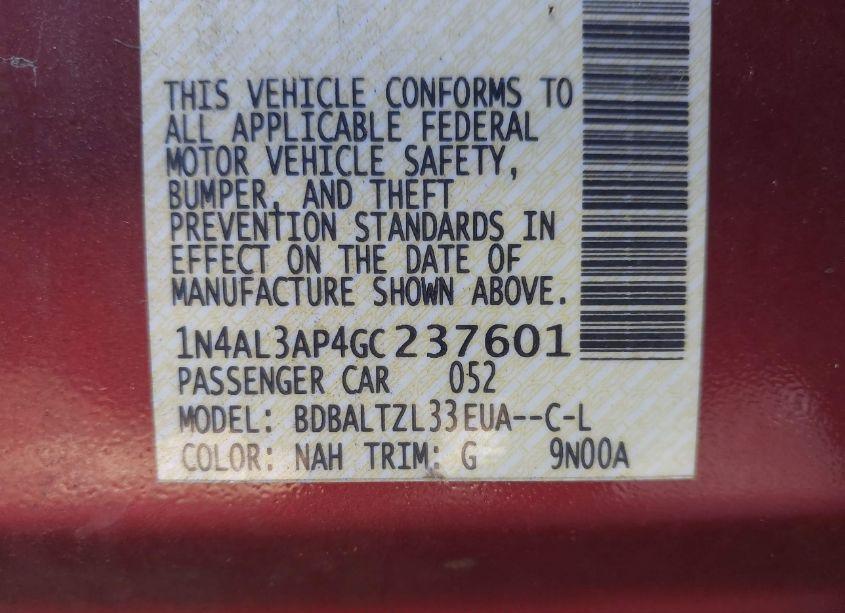 THIS VEHICLE CONFORMS TO
ALL APPLICABLE FEDERAL
MOTOR VEHICLE SAFETY,
BUMPER, AND THEFT
PREVENTION STANDARDS IN
EFFECT ON THE DATE OF
MANUFACTURE SHOWN ABOVE.
1N4AL3AP4GC237601
PASSENGER CAR 052
MODEL: BDBALTZL33EUA--C-L
COLOR: NAH TRIM: G 9N00A